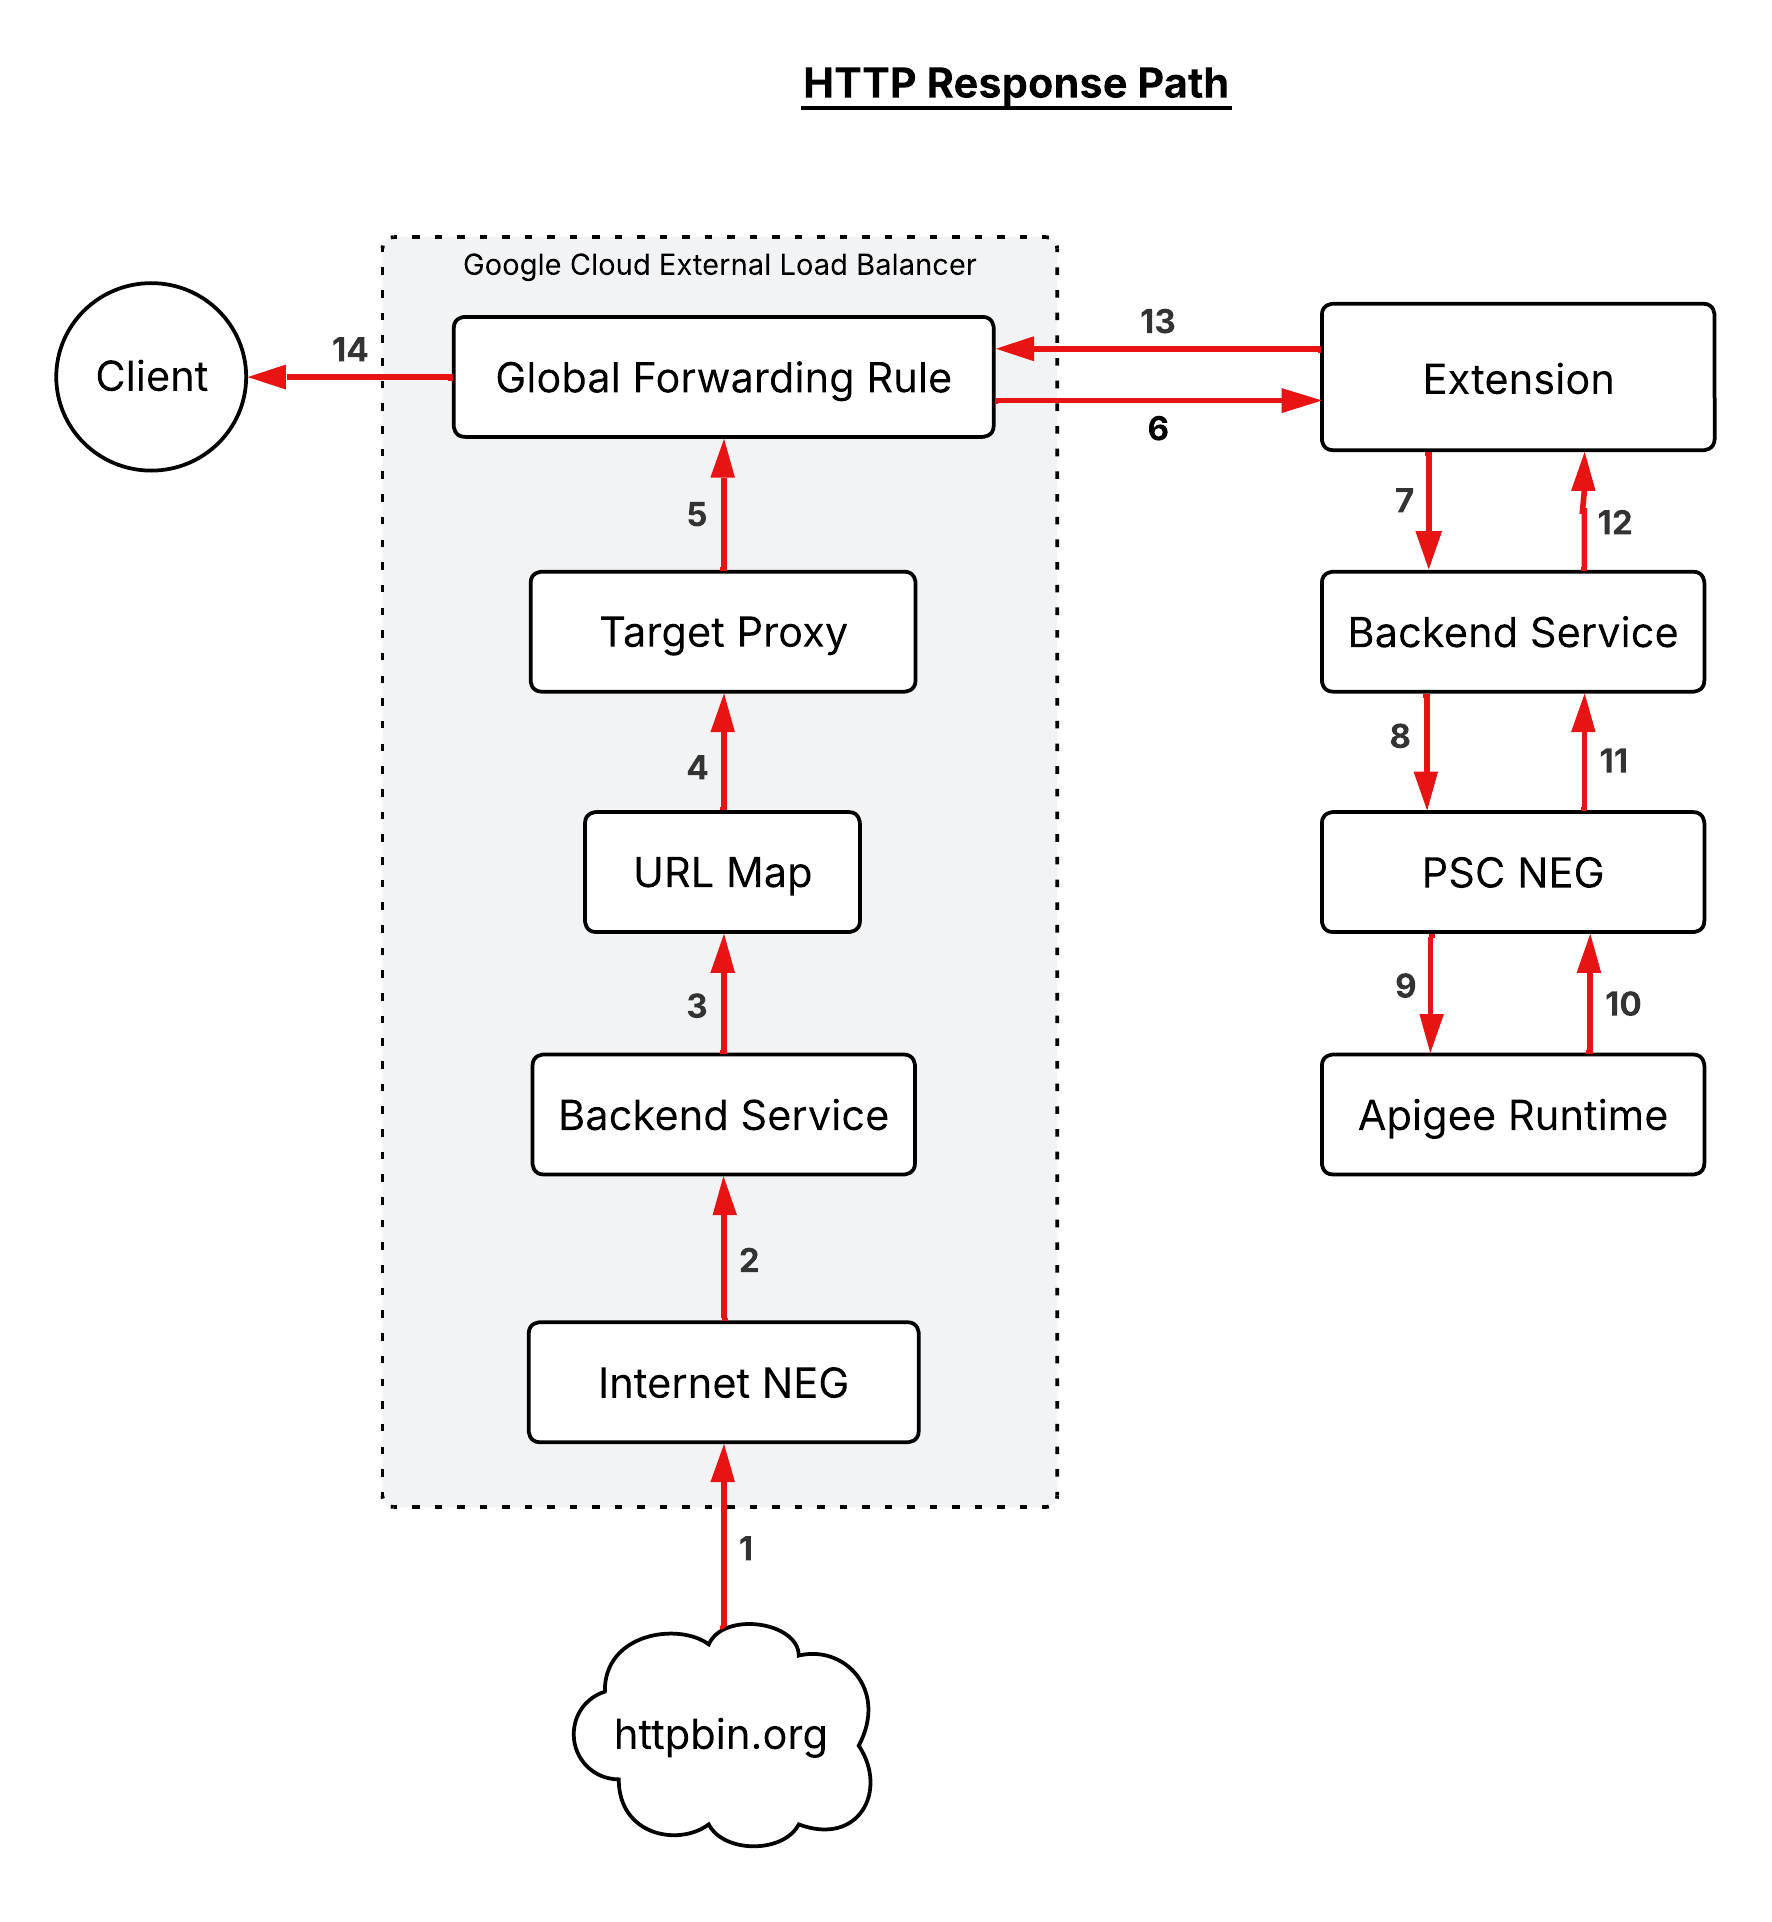 HTTP Response Path
Google Cloud External Load Balancer
Client
14
Global Forwarding Rule
13
6
Extension
5
7
12
Target Proxy
Backend Service
4
8
11
URL Map
PSC NEG
3
9
10
Backend Service
Apigee Runtime
2
Internet NEG
1
httpbin.org